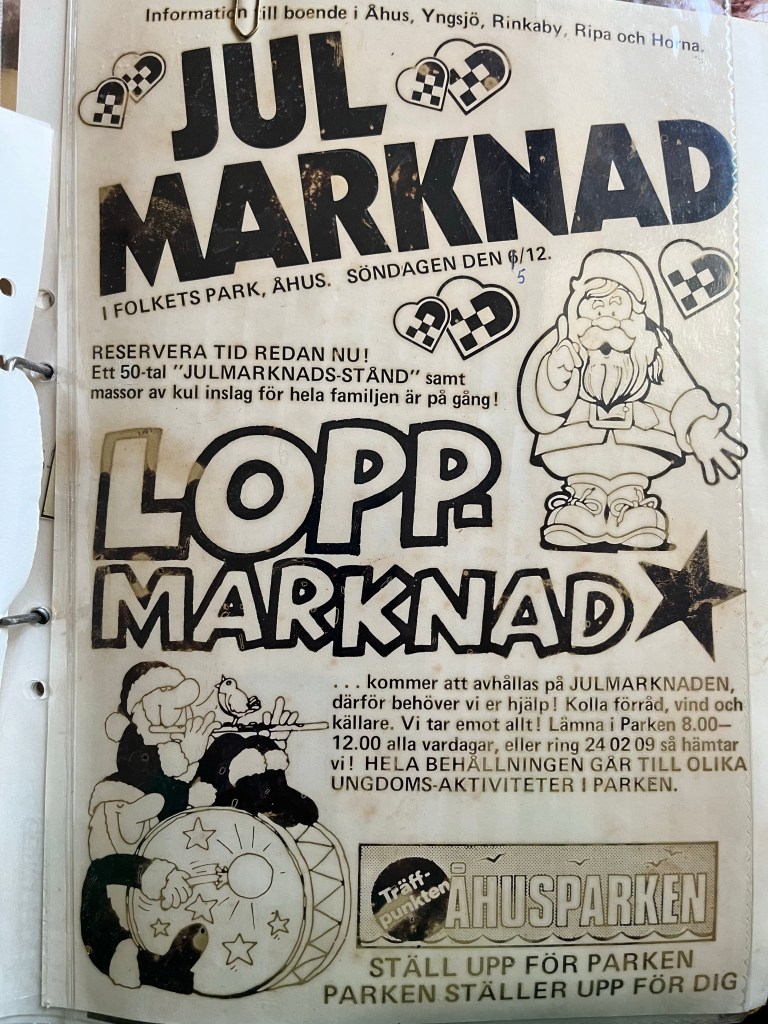 Information till boende i Åhus, Yngsjö, Rinkaby, Ripa och Horna.
JUL
MARKNAD
I FOLKETS PARK, ÅHUS. SÖNDAGEN DEN 6/12.
5
RESERVERA TID REDAN NU!
Ett 50-tal "JULMARKNADS-STÅND" samt
massor av kul inslag för hela familjen är på gång!
LOPP-
MARKNAD
... kommer att avhållas på JULMARKNADEN,
därför behöver vi er hjälp! Kolla förråd, vind och
källare. Vi tar emot allt! Lämna i Parken 8.00–
12.00 alla vardagar, eller ring 24 02 09 så hämtar
vi! HELA BEHÅLLNINGEN GÅR TILL OLIKA
UNGDOMS-AKTIVITETER I PARKEN.
Träff-
punkten
ÅHUSPARKEN
STÄLL UPP FÖR PARKEN
PARKEN STÄLLER UPP FÖR DIG